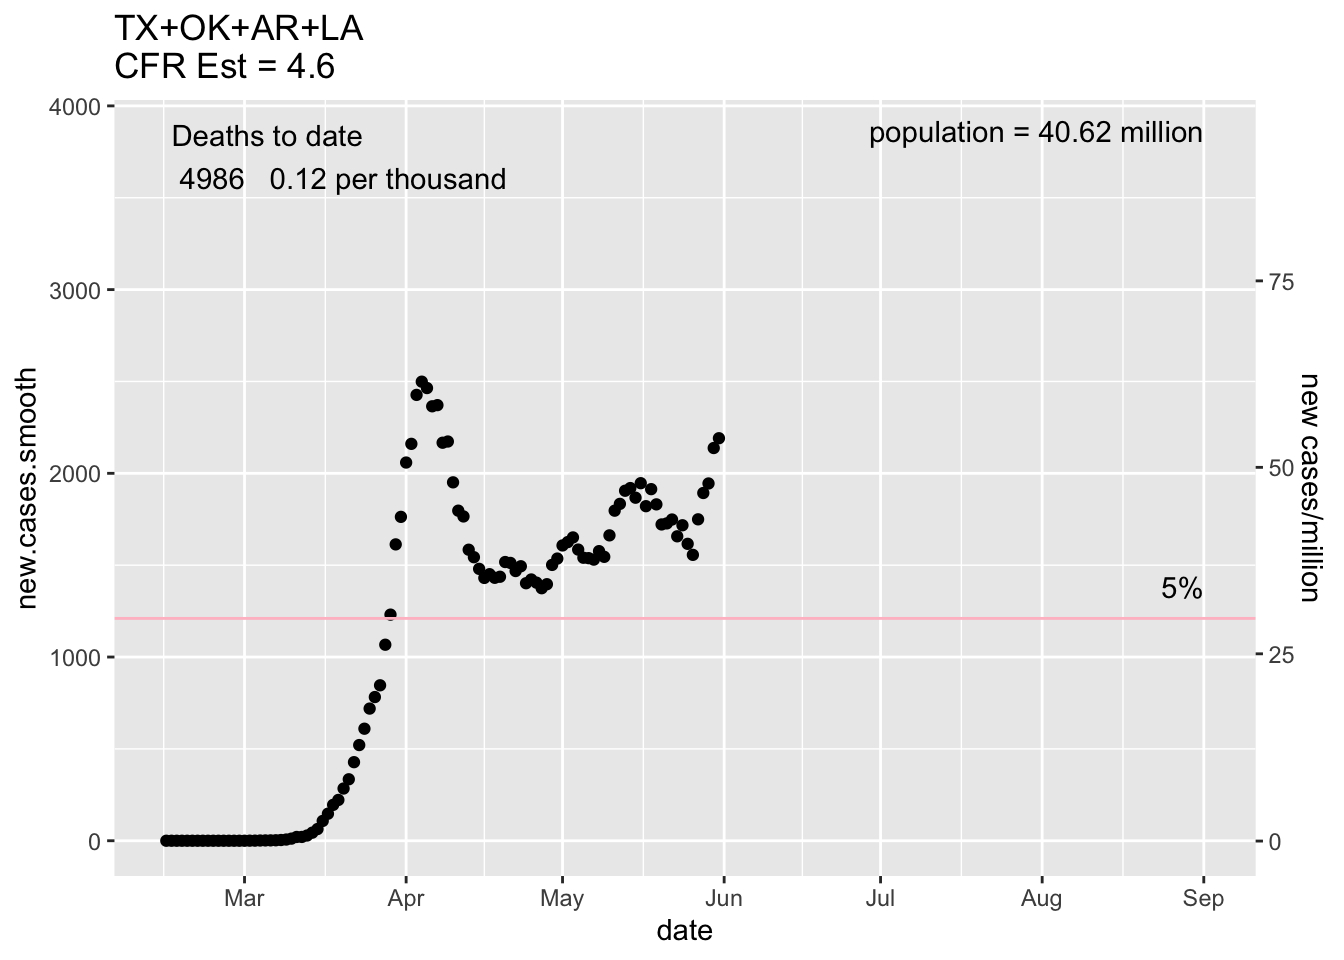 TX+OK+AR+LA
CFR Est = 4.6
4000
3000
2000
1000
0
new.cases.smooth
Deaths to date
4986 0.12 per thousand
population = 40.62 million
5%
75
50
25
0
new cases/million
Mar Apr May Jun Jul Aug Sep
date